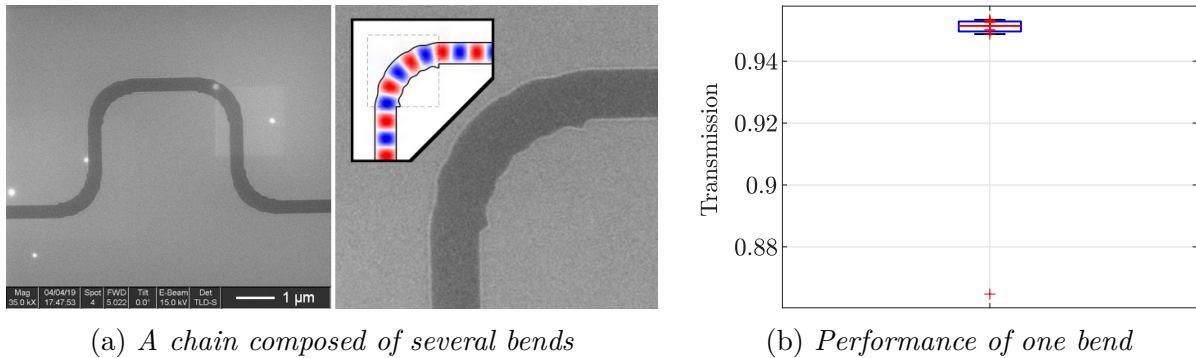 Mag 04/04/19 Spot FWD Tilt E-Beam Det
35.0 kX 17:47:53 4 5.022 0.0° 15.0 kV TLD-S 1 µm
(a) A chain composed of several bends
Transmission
0.94
0.92
0.9
0.88
(b) Performance of one bend